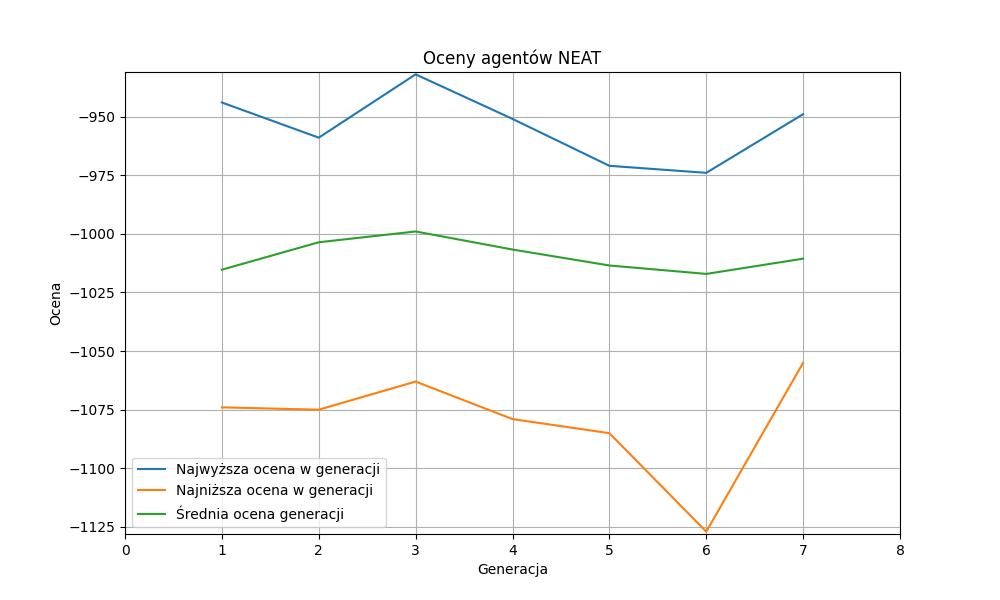 Oceny agentów NEAT
−950
−975
−1000
−1025
−1050
−1075
−1100
−1125
Ocena
Najwyższa ocena w generacji
Najniższa ocena w generacji
Średnia ocena generacji
0 1 2 3 4 5 6 7 8
Generacja